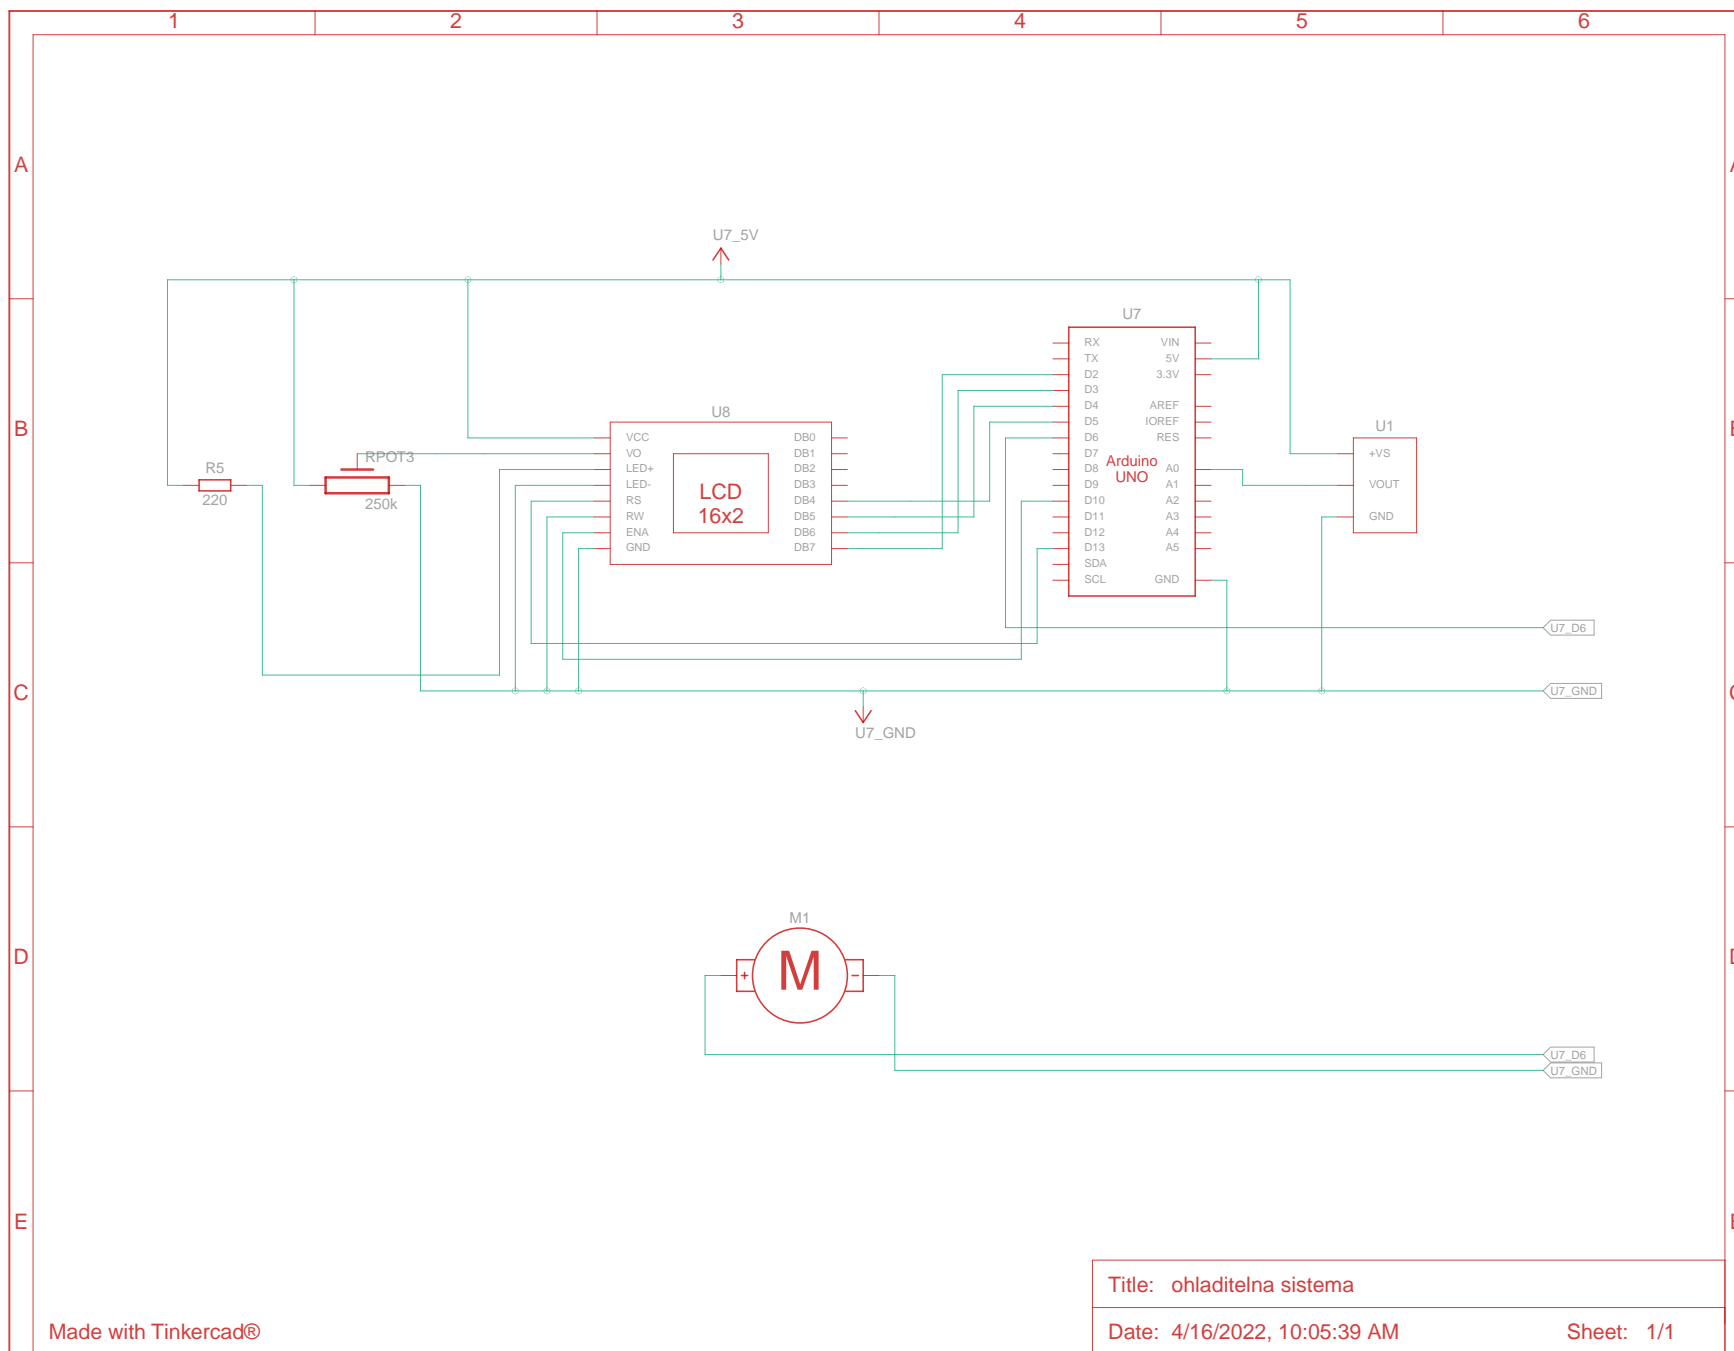 1 2 3 4 5 6
A
U7_5V
U7
RX VIN
TX 5V
D2 3.3V
D3
D4 AREF
D5 IOREF
D6 RES
D7
D8 A0
D9 A1
D10 A2
D11 A3
D12 A4
D13 A5
SDA
SCL GND
Arduino
UNO
B
U8
VCC DB0
VO DB1
LED+ DB2
LED- DB3
RS DB4
RW DB5
ENA DB6
GND DB7
LCD
16x2
U1
+VS
VOUT
GND
R5
220
RPOT3
250k
U7_D6
C
U7_GND
U7_GND
M1
D
+ M -
U7_D6
U7_GND
E
Title: ohladitelna sistema
Made with Tinkercad®
Date: 4/16/2022, 10:05:39 AM Sheet: 1/1